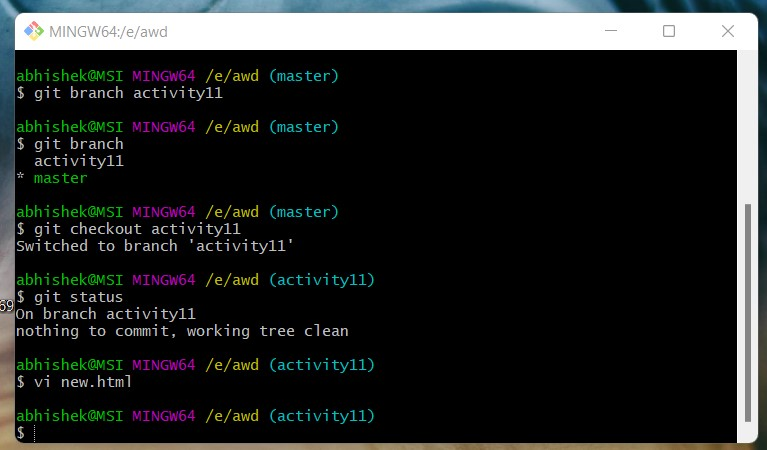 MINGW64:/e/awd
abhishek@MSI MINGW64 /e/awd (master)
$ git branch activity11
abhishek@MSI MINGW64 /e/awd (master)
$ git branch
  activity11
* master
abhishek@MSI MINGW64 /e/awd (master)
$ git checkout activity11
Switched to branch 'activity11'
abhishek@MSI MINGW64 /e/awd (activity11)
$ git status
On branch activity11
nothing to commit, working tree clean
abhishek@MSI MINGW64 /e/awd (activity11)
$ vi new.html
abhishek@MSI MINGW64 /e/awd (activity11)
$
69